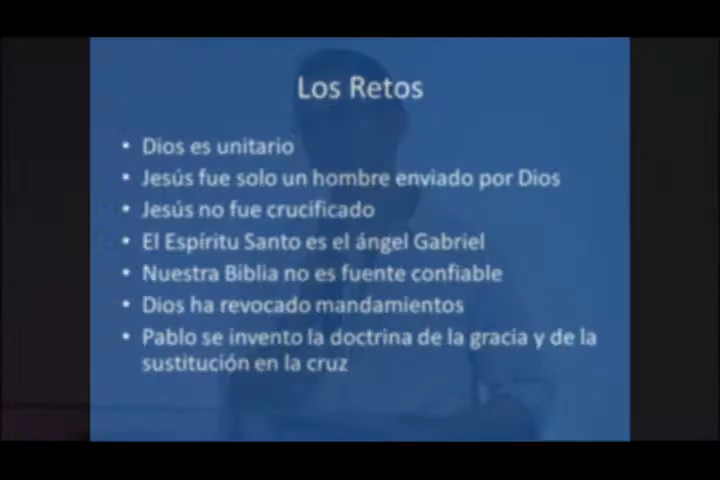 Los Retos
• Dios es unitario
• Jesús fue solo un hombre enviado por Dios
• Jesús no fue crucificado
• El Espíritu Santo es el ángel Gabriel
• Nuestra Biblia no es fuente confiable
• Dios ha revocado mandamientos
• Pablo se invento la doctrina de la gracia y de la
sustitución en la cruz